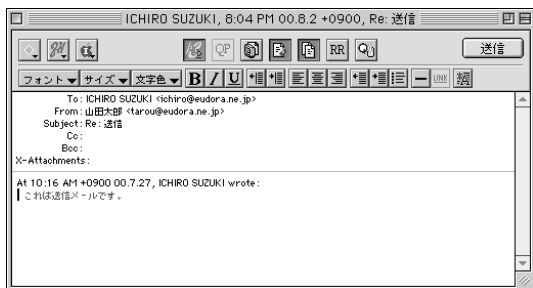 ICHIRO SUZUKI, 8:04 PM 00.8.2 +0900, Re: 送信
QP RR 送信
フォント サイズ 文字色 B I U LINK
To: ICHIRO SUZUKI <ichiro@eudora.ne.jp>
From: 山田太郎 <tarou@eudora.ne.jp>
Subject: Re: 送信
Cc:
Bcc:
X-Attachments:
At 10:16 AM +0900 00.7.27, ICHIRO SUZUKI wrote:
これは送信メールです。